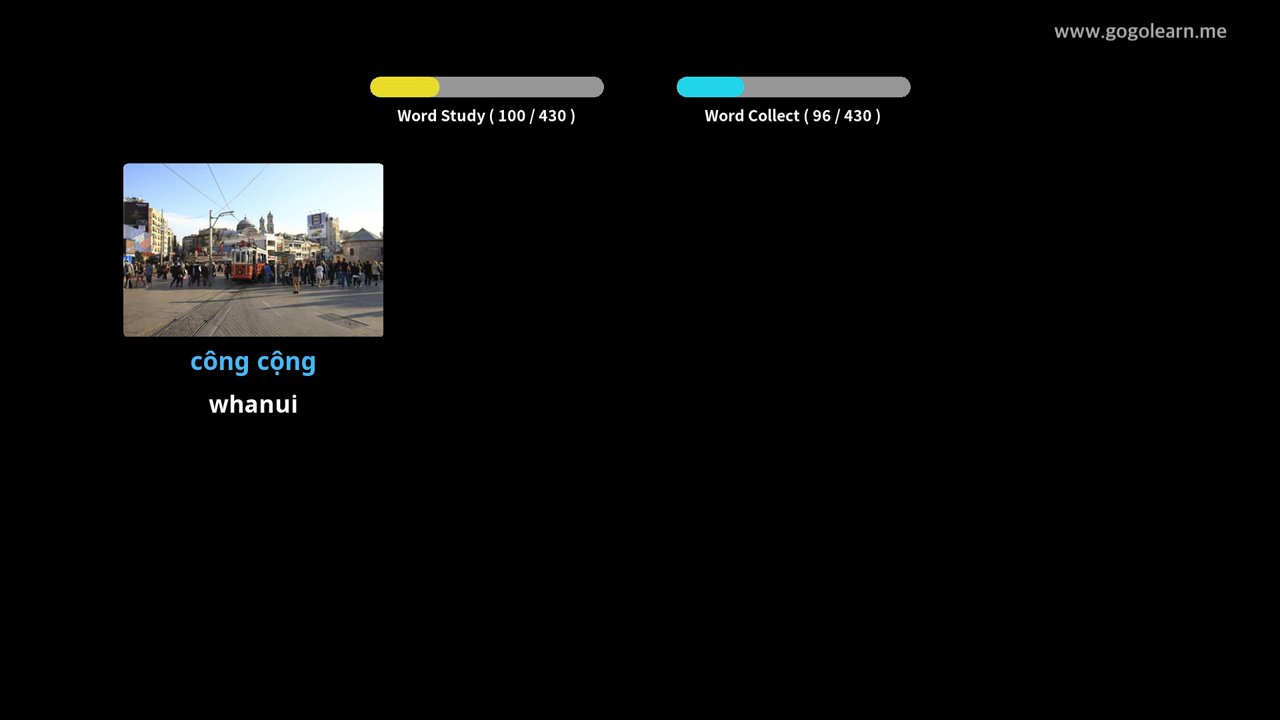 www.gogolearn.me
Word Study ( 100 / 430 )
Word Collect ( 96 / 430 )
công cộng
whanui